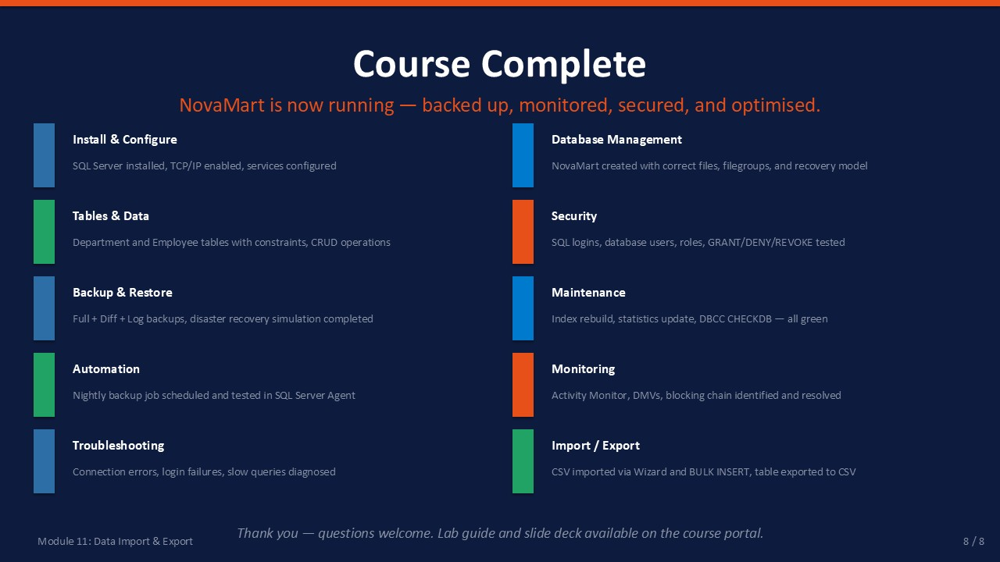 Course Complete
NovaMart is now running — backed up, monitored, secured, and optimised.
Install & Configure
SQL Server installed, TCP/IP enabled, services configured
Database Management
NovaMart created with correct files, filegroups, and recovery model
Tables & Data
Department and Employee tables with constraints, CRUD operations
Security
SQL logins, database users, roles, GRANT/DENY/REVOKE tested
Backup & Restore
Full + Diff + Log backups, disaster recovery simulation completed
Maintenance
Index rebuild, statistics update, DBCC CHECKDB — all green
Automation
Nightly backup job scheduled and tested in SQL Server Agent
Monitoring
Activity Monitor, DMVs, blocking chain identified and resolved
Troubleshooting
Connection errors, login failures, slow queries diagnosed
Import / Export
CSV imported via Wizard and BULK INSERT, table exported to CSV
Thank you — questions welcome. Lab guide and slide deck available on the course portal.
Module 11: Data Import & Export
8 / 8